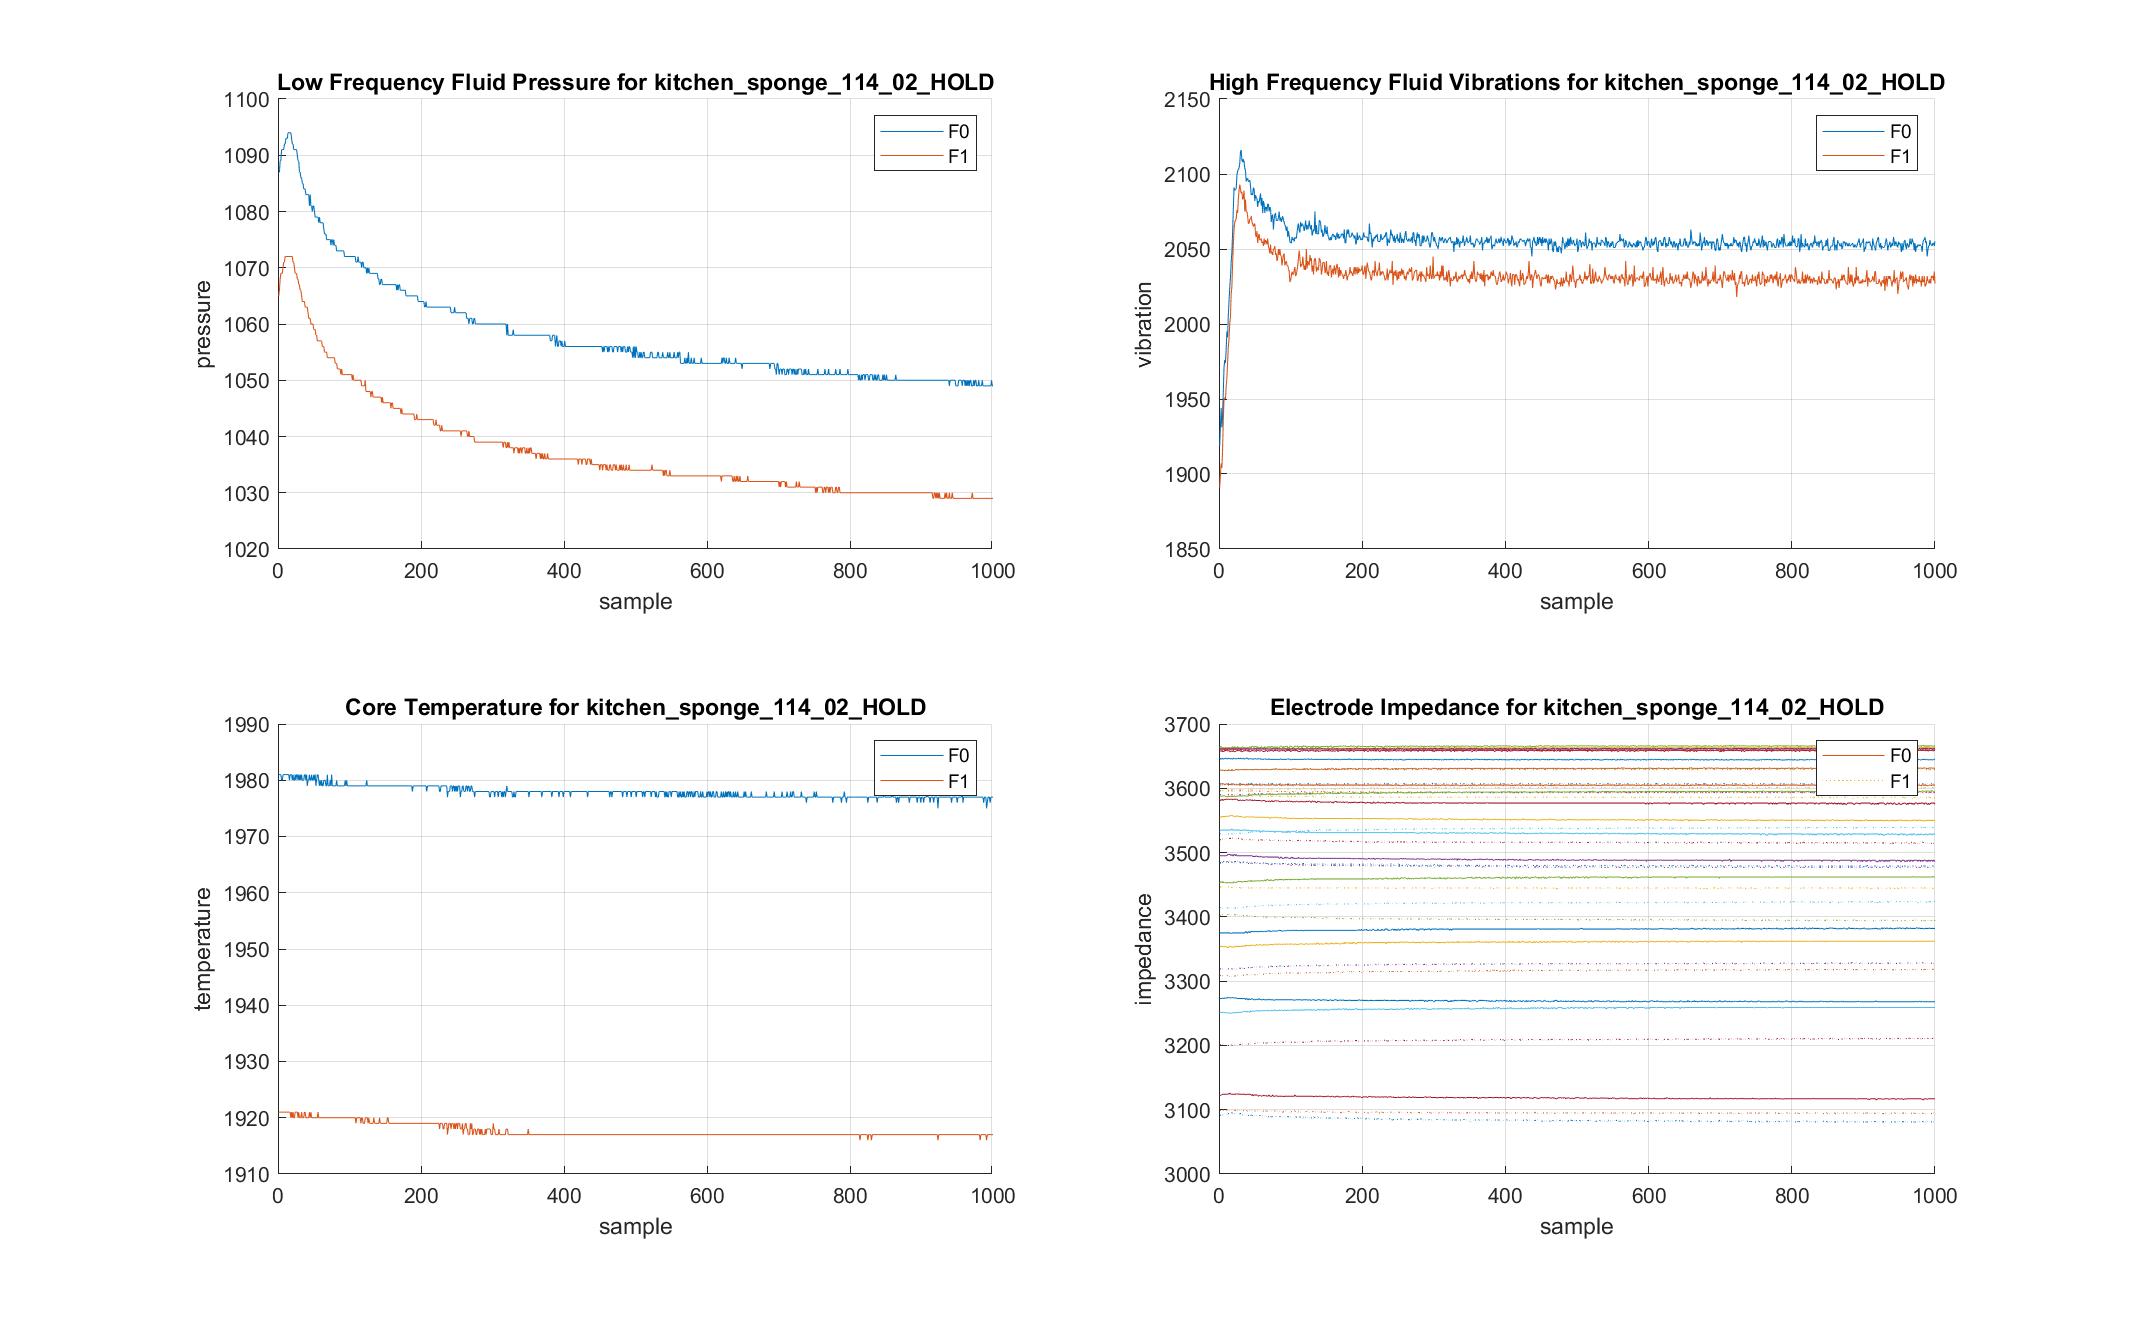 Low Frequency Fluid Pressure for kitchen_sponge_114_02_HOLD
1100
1090
1080
1070
1060
1050
1040
1030
1020
pressure
F0
F1
0 200 400 600 800 1000
sample
High Frequency Fluid Vibrations for kitchen_sponge_114_02_HOLD
2150
2100
2050
2000
1950
1900
1850
vibration
F0
F1
0 200 400 600 800 1000
sample
Core Temperature for kitchen_sponge_114_02_HOLD
1990
1980
1970
1960
1950
1940
1930
1920
1910
temperature
F0
F1
0 200 400 600 800 1000
sample
Electrode Impedance for kitchen_sponge_114_02_HOLD
3700
3600
3500
3400
3300
3200
3100
3000
impedance
F0
F1
0 200 400 600 800 1000
sample